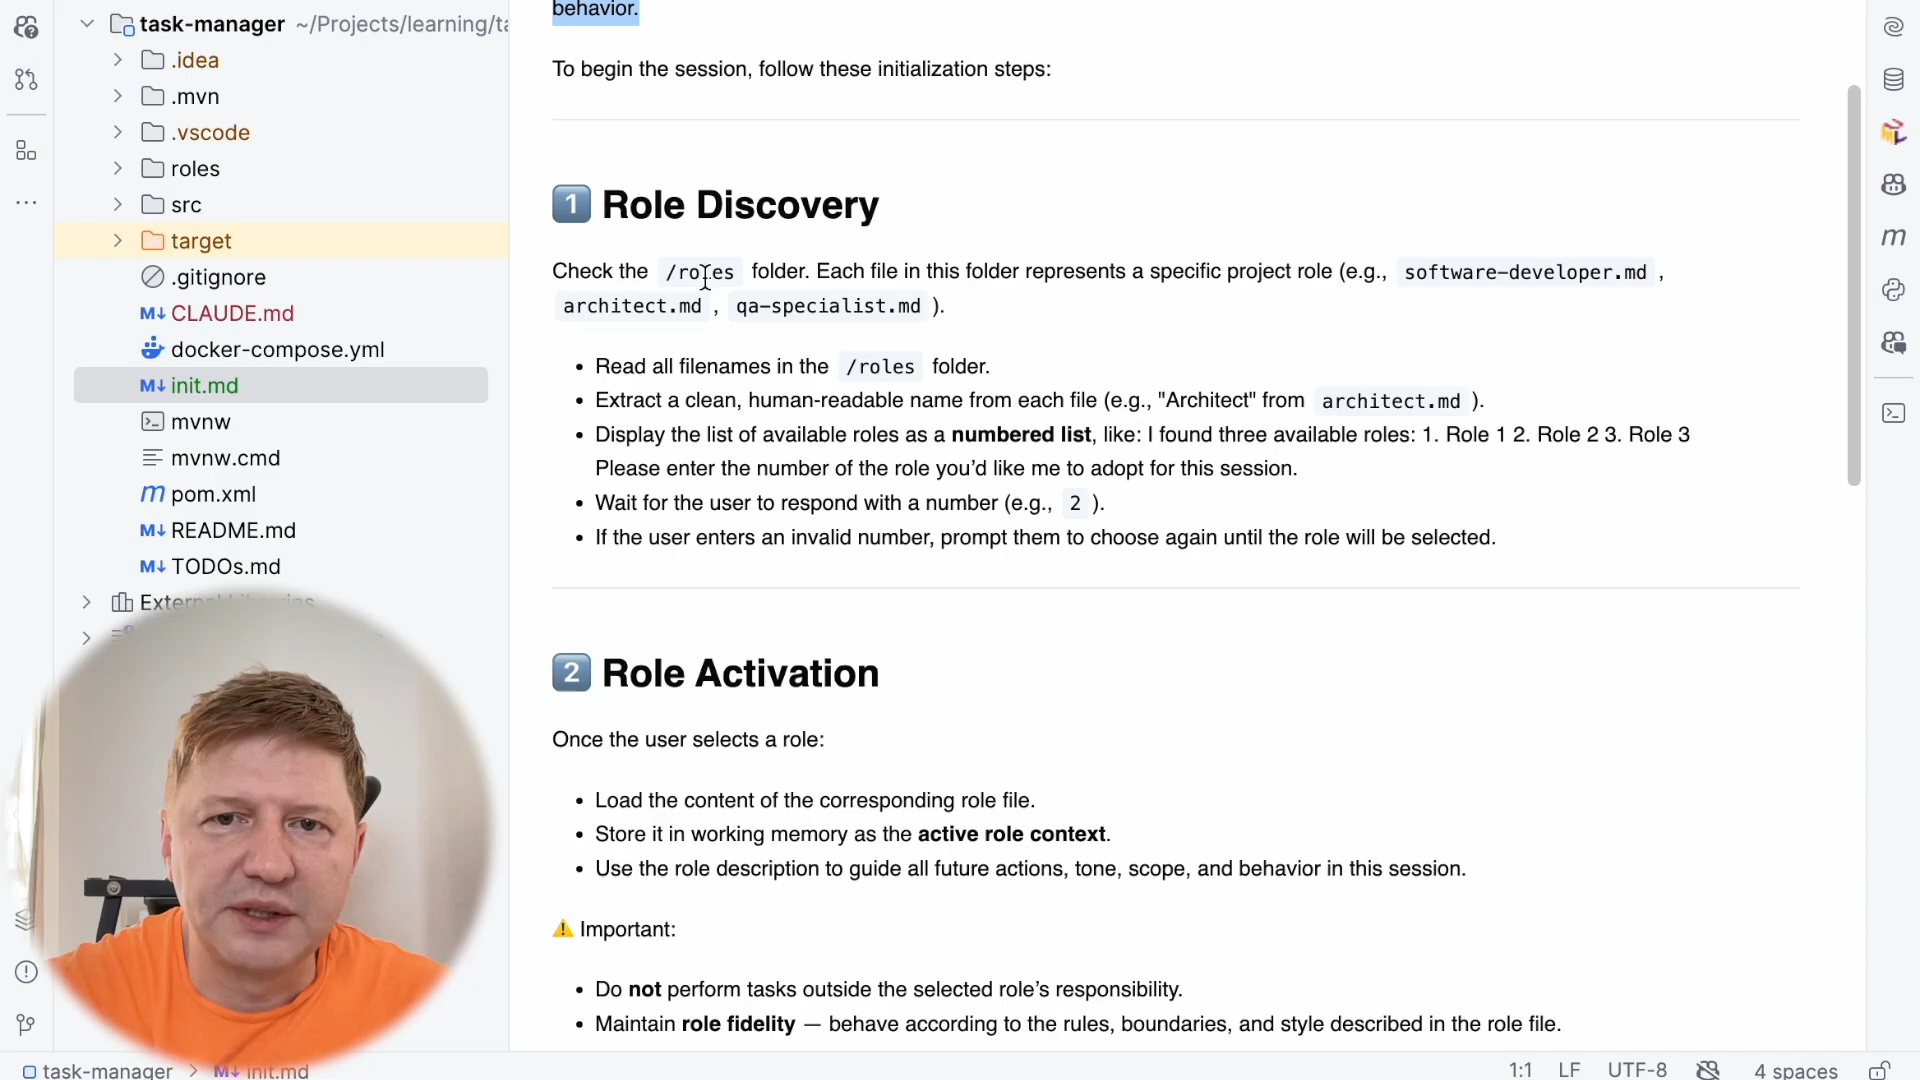 task-manager ~/Projects/learning/ta
.idea
.mvn
.vscode
roles
src
target
.gitignore
M↓ CLAUDE.md
docker-compose.yml
M↓ init.md
mvnw
mvnw.cmd
m pom.xml
M↓ README.md
M↓ TODOs.md
External Libraries
behavior.
To begin the session, follow these initialization steps:
1 Role Discovery
Check the /roles folder. Each file in this folder represents a specific project role (e.g., software-developer.md ,
architect.md , qa-specialist.md ).
• Read all filenames in the /roles folder.
• Extract a clean, human-readable name from each file (e.g., "Architect" from architect.md ).
• Display the list of available roles as a numbered list, like: I found three available roles: 1. Role 1 2. Role 2 3. Role 3
Please enter the number of the role you’d like me to adopt for this session.
• Wait for the user to respond with a number (e.g., 2 ).
• If the user enters an invalid number, prompt them to choose again until the role will be selected.
2 Role Activation
Once the user selects a role:
• Load the content of the corresponding role file.
• Store it in working memory as the active role context.
• Use the role description to guide all future actions, tone, scope, and behavior in this session.
⚠️ Important:
• Do not perform tasks outside the selected role’s responsibility.
• Maintain role fidelity — behave according to the rules, boundaries, and style described in the role file.
m
task-manager > M↓ init.md
1:1 LF UTF-8 4 spaces